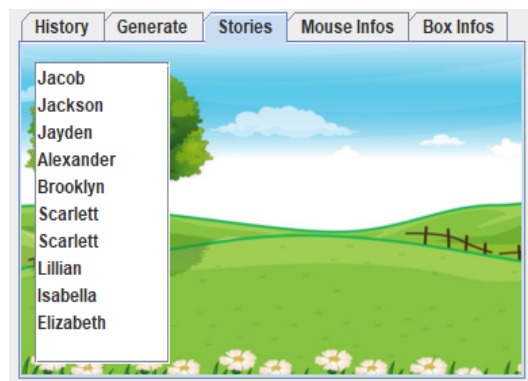 History Generate Stories Mouse Infos Box Infos
Jacob
Jackson
Jayden
Alexander
Brooklyn
Scarlett
Scarlett
Lillian
Isabella
Elizabeth